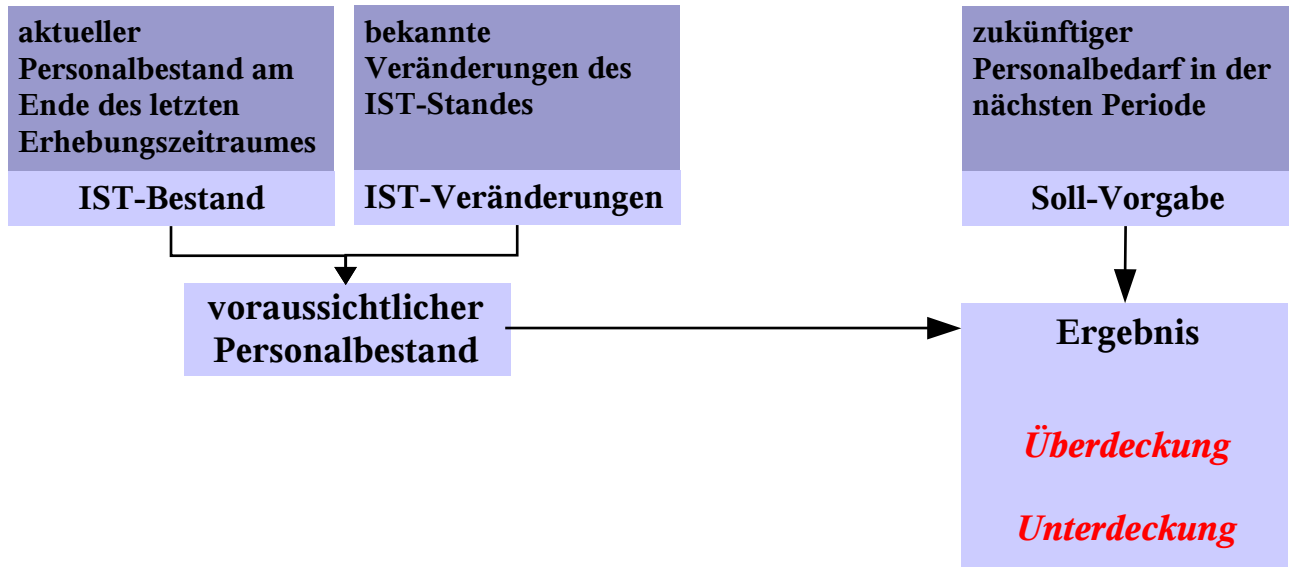 aktueller
Personalbestand am
Ende des letzten
Erhebungszeitraumes
IST-Bestand
bekannte
Veränderungen des
IST-Standes
IST-Veränderungen
zukünftiger
Personalbedarf in der
nächsten Periode
Soll-Vorgabe
voraussichtlicher
Personalbestand
Ergebnis
Überdeckung
Unterdeckung